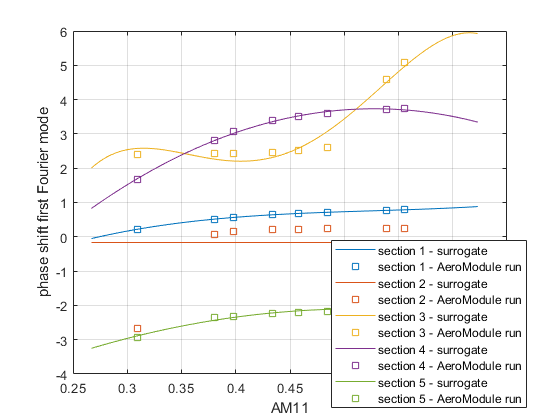 6
5
4
3
2
1
0
-1
-2
-3
-4
phase shift first Fourier mode
section 1 - surrogate
section 1 - AeroModule run
section 2 - surrogate
section 2 - AeroModule run
section 3 - surrogate
section 3 - AeroModule run
section 4 - surrogate
section 4 - AeroModule run
section 5 - surrogate
section 5 - AeroModule run
0.25 0.3 0.35 0.4 0.45
AM11